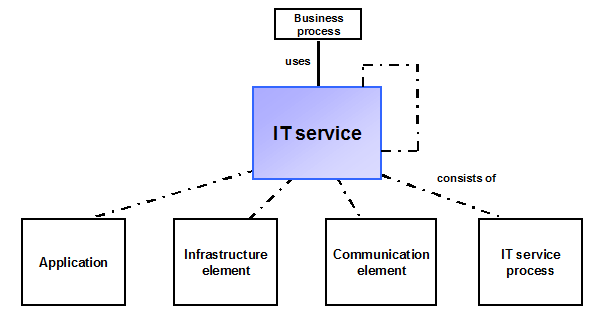 Business
process
uses
IT service
consists of
Application
Infrastructure
element
Communication
element
IT service
process